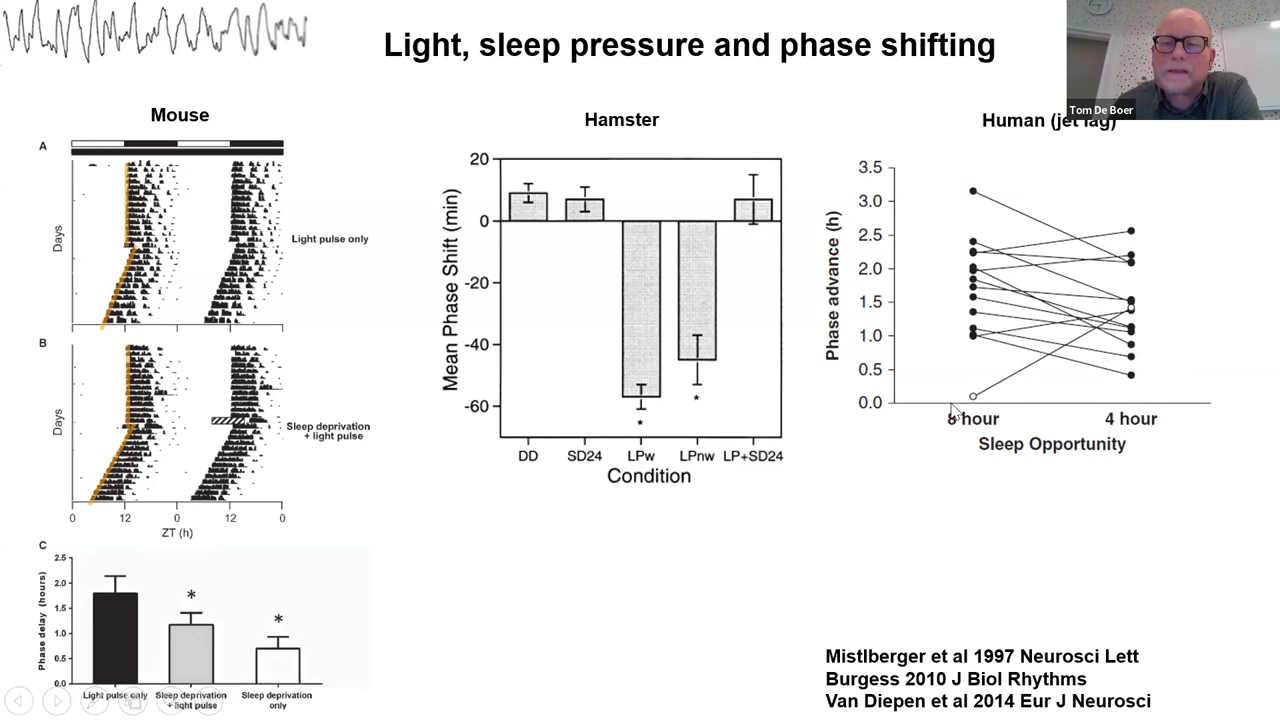 Light, sleep pressure and phase shifting
Tom De Boer
Mouse
Hamster
Human (jet lag)
A
Days
Light pulse only
B
Days
Sleep deprivation
+ light pulse
0 12 0 12 0
ZT (h)
C
Phase delay (hours)
2.5
2.0
1.5
1.0
0.5
0.0
*
*
Light pulse only
Sleep deprivation
+ light pulse
Sleep deprivation
only
Mean Phase Shift (min)
20
0
-20
-40
-60
*
*
DD SD24 LPw LPnw LP+SD24
Condition
Phase advance (h)
3.5
3.0
2.5
2.0
1.5
1.0
0.5
0.0
8 hour 4 hour
Sleep Opportunity
Mistlberger et al 1997 Neurosci Lett
Burgess 2010 J Biol Rhythms
Van Diepen et al 2014 Eur J Neurosci